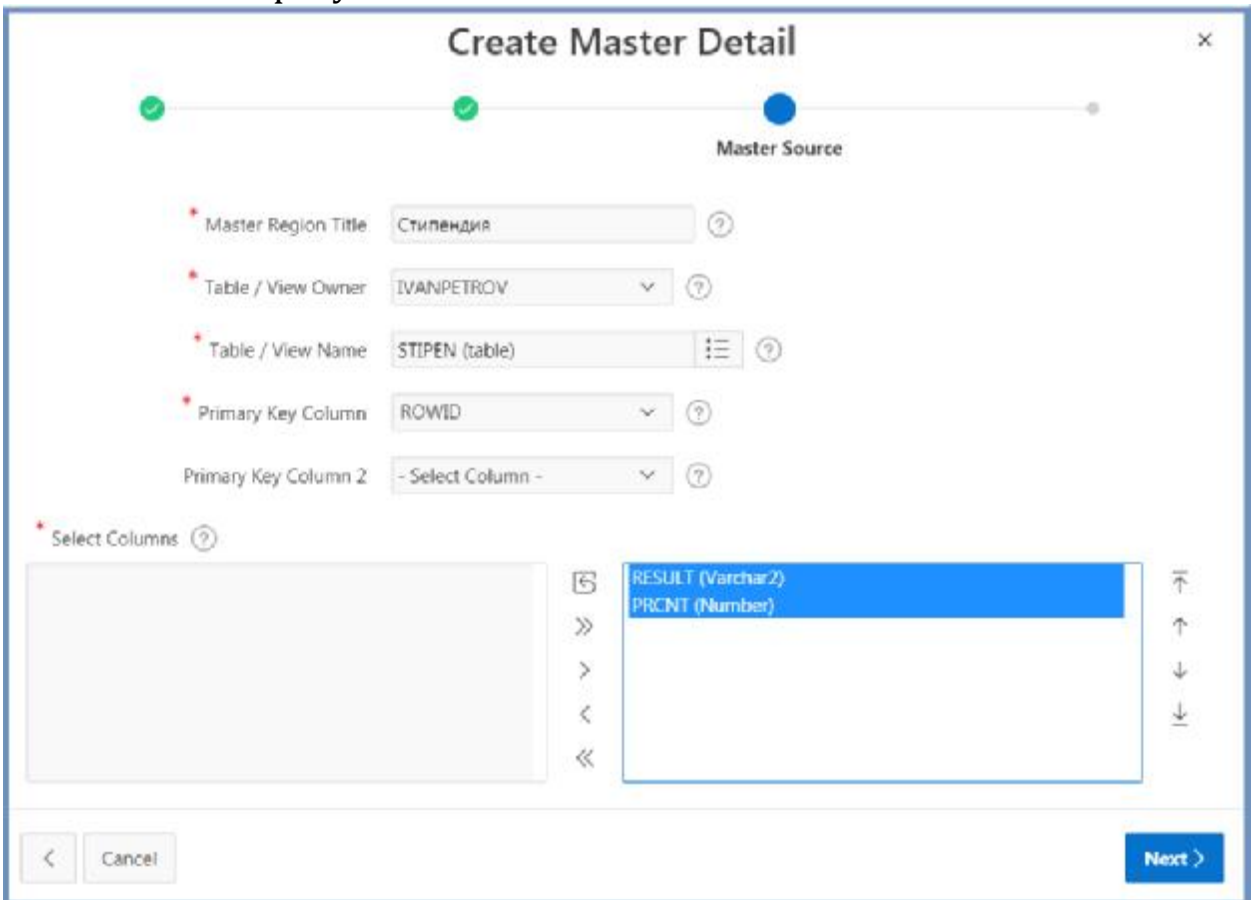 Create Master Detail
Master Source
* Master Region Title Стипендия
* Table / View Owner IVANPETROV
* Table / View Name STIPEN (table)
* Primary Key Column ROWID
Primary Key Column 2 - Select Column -
* Select Columns
RESULT (Varchar2)
PRCNT (Number)
Cancel Next